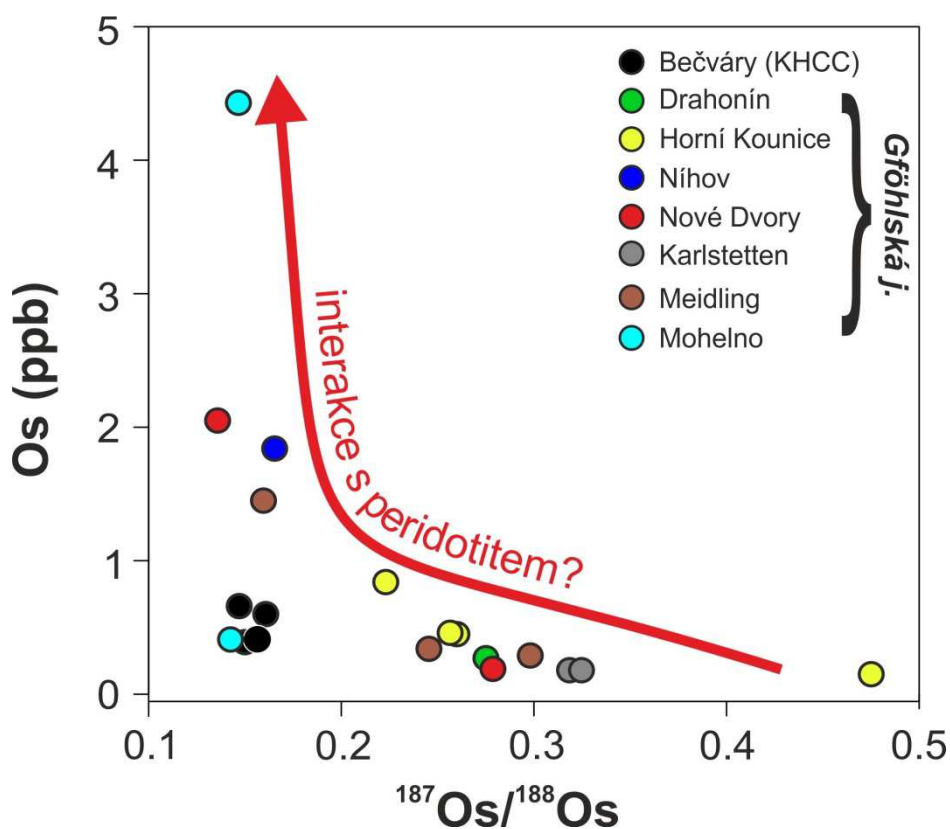 5
4
3
2
1
0
Os (ppb)
0.1
0.2
0.3
0.4
0.5
187Os/188Os
Bečváry (KHCC)
Drahonín
Horní Kounice
Níhov
Nové Dvory
Karlstetten
Meidling
Mohelno
Gföhlská j.
interakce s peridotitem?